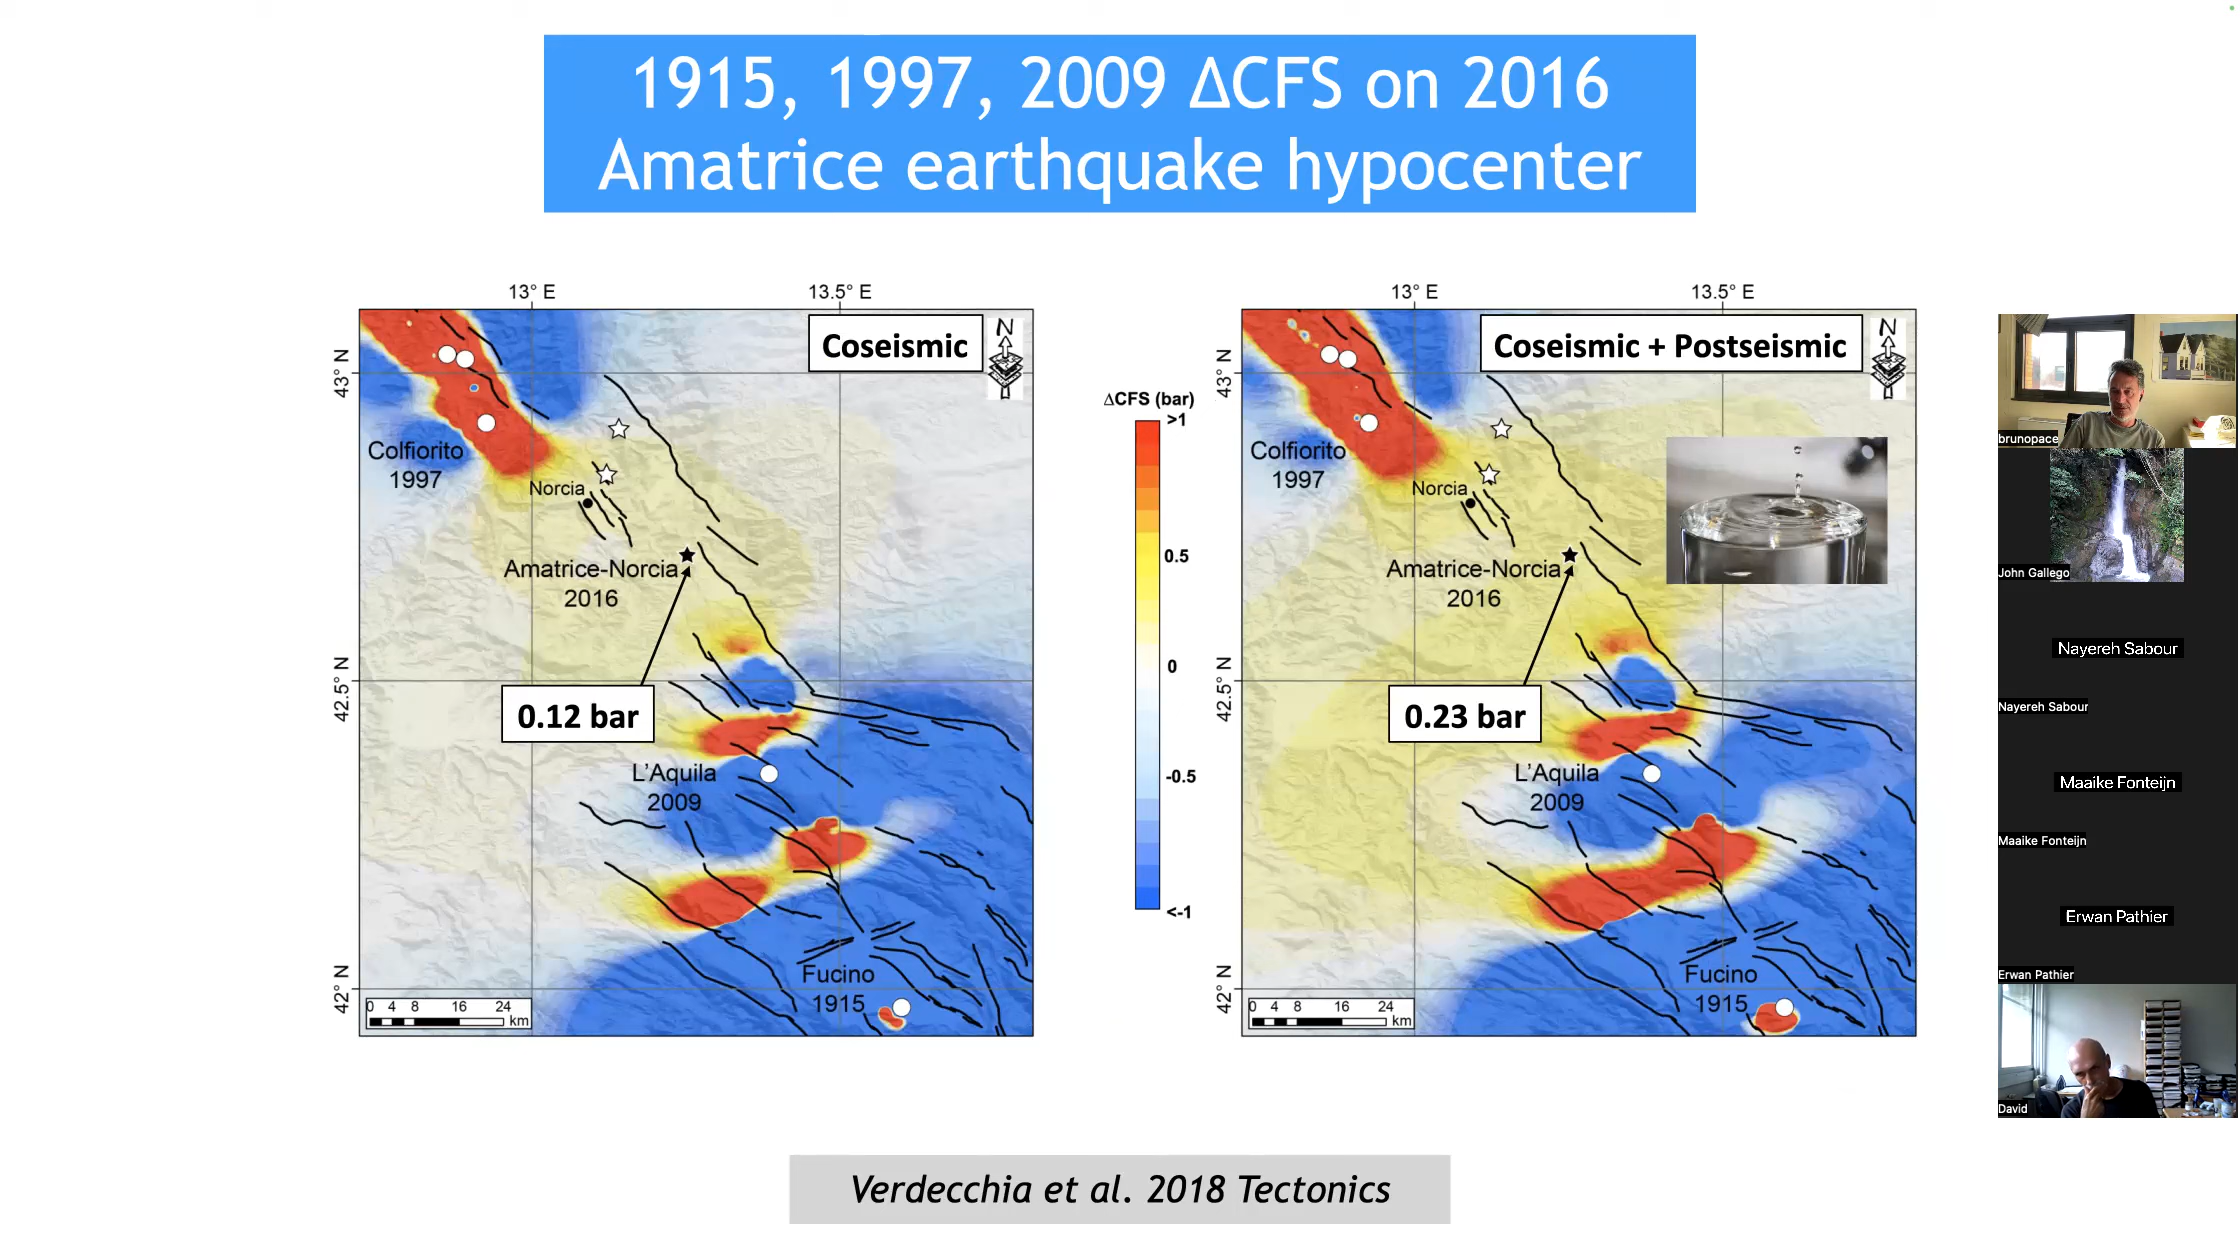 1915, 1997, 2009 ΔCFS on 2016
Amatrice earthquake hypocenter
13° E
13.5° E
43° N
42.5° N
42° N
Coseismic
N
Colfiorito
1997
Norcia
Amatrice-Norcia
2016
0.12 bar
L'Aquila
2009
Fucino
1915
0 4 8 16 24
km
ΔCFS (bar)
>1
0.5
0
-0.5
<-1
13° E
13.5° E
43° N
42.5° N
42° N
Coseismic + Postseismic
N
Colfiorito
1997
Norcia
Amatrice-Norcia
2016
0.23 bar
L'Aquila
2009
Fucino
1915
0 4 8 16 24
km
Verdecchia et al. 2018 Tectonics
brunopace
John Gallego
Nayereh Sabour
Nayereh Sabour
Maaike Fonteijn
Maaike Fonteijn
Erwan Pathier
Erwan Pathier
David